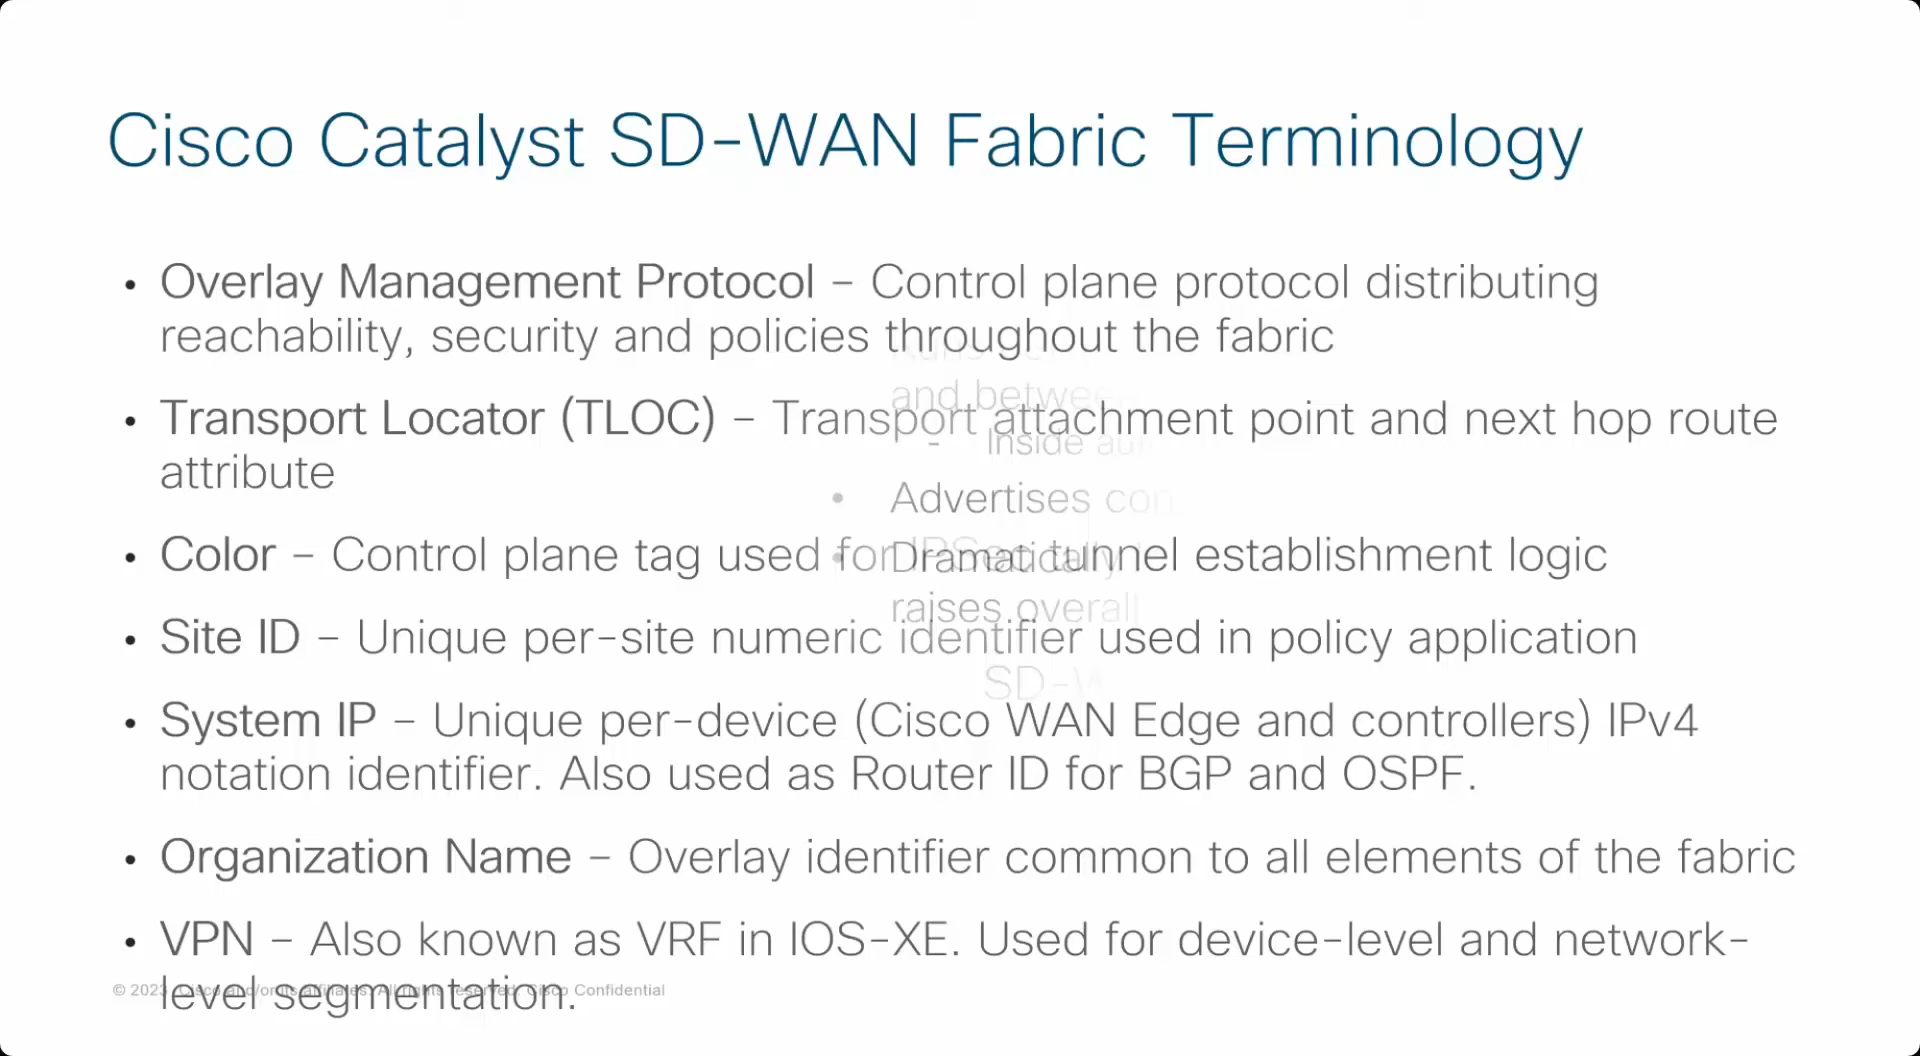 Cisco Catalyst SD-WAN Fabric Terminology
• Overlay Management Protocol – Control plane protocol distributing
reachability, security and policies throughout the fabric
• Transport Locator (TLOC) – Transport attachment point and next hop route
attribute
• Color – Control plane tag used for IPSec tunnel establishment logic
• Site ID – Unique per-site numeric identifier used in policy application
• System IP – Unique per-device (Cisco WAN Edge and controllers) IPv4
notation identifier. Also used as Router ID for BGP and OSPF.
• Organization Name – Overlay identifier common to all elements of the fabric
• VPN – Also known as VRF in IOS-XE. Used for device-level and network-
level segmentation.
and between
- Inside
• Advertises
• Dramatically
raises overall
© 2023 Cisco and/or its affiliates. All rights reserved. Cisco Confidential